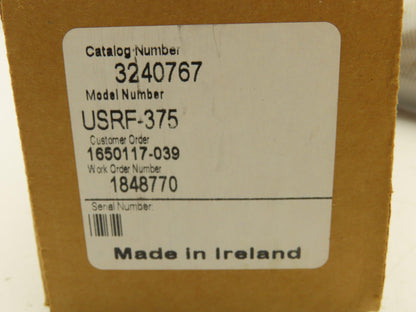 Catalog Number
3240767
Model Number
USRF-375
Customer Order
1650117-039
Work Order Number
1848770
Serial Number:
Made in Ireland